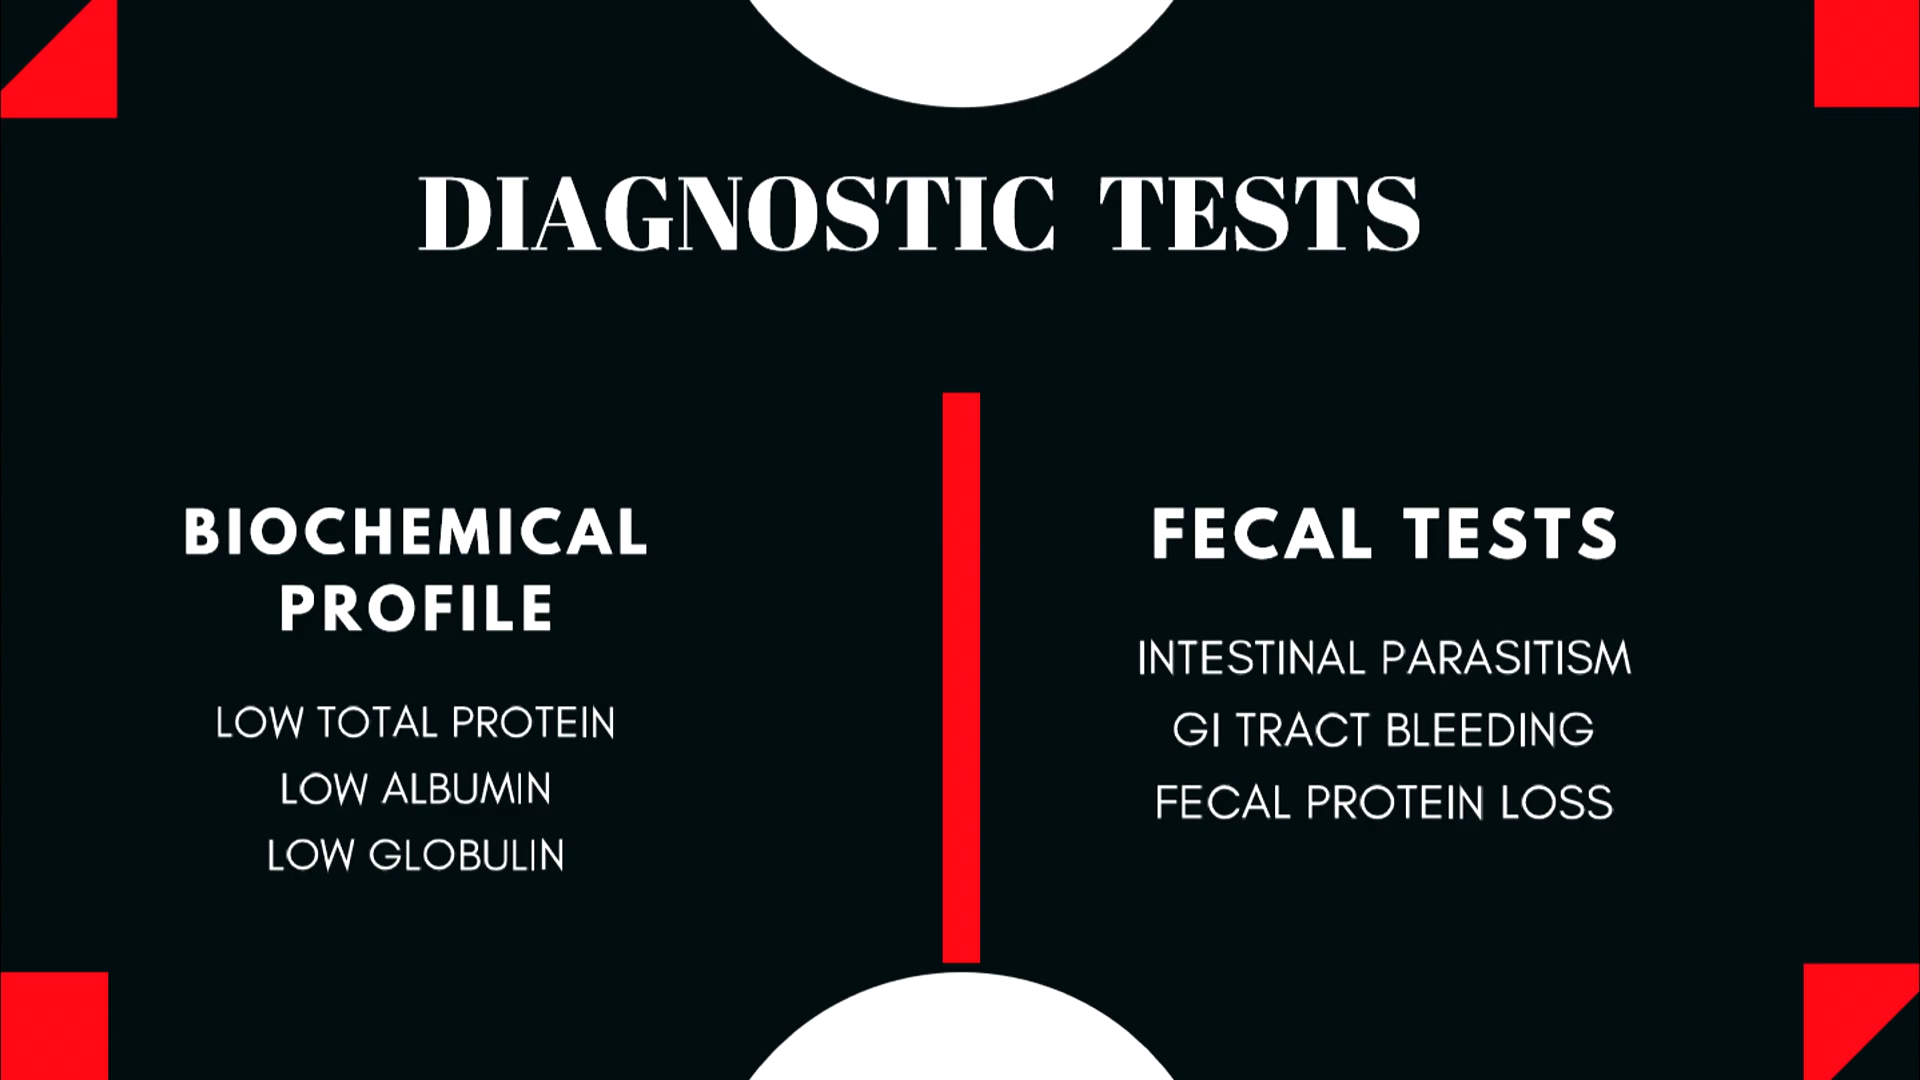 DIAGNOSTIC TESTS
BIOCHEMICAL
PROFILE
LOW TOTAL PROTEIN
LOW ALBUMIN
LOW GLOBULIN
FECAL TESTS
INTESTINAL PARASITISM
GI TRACT BLEEDING
FECAL PROTEIN LOSS